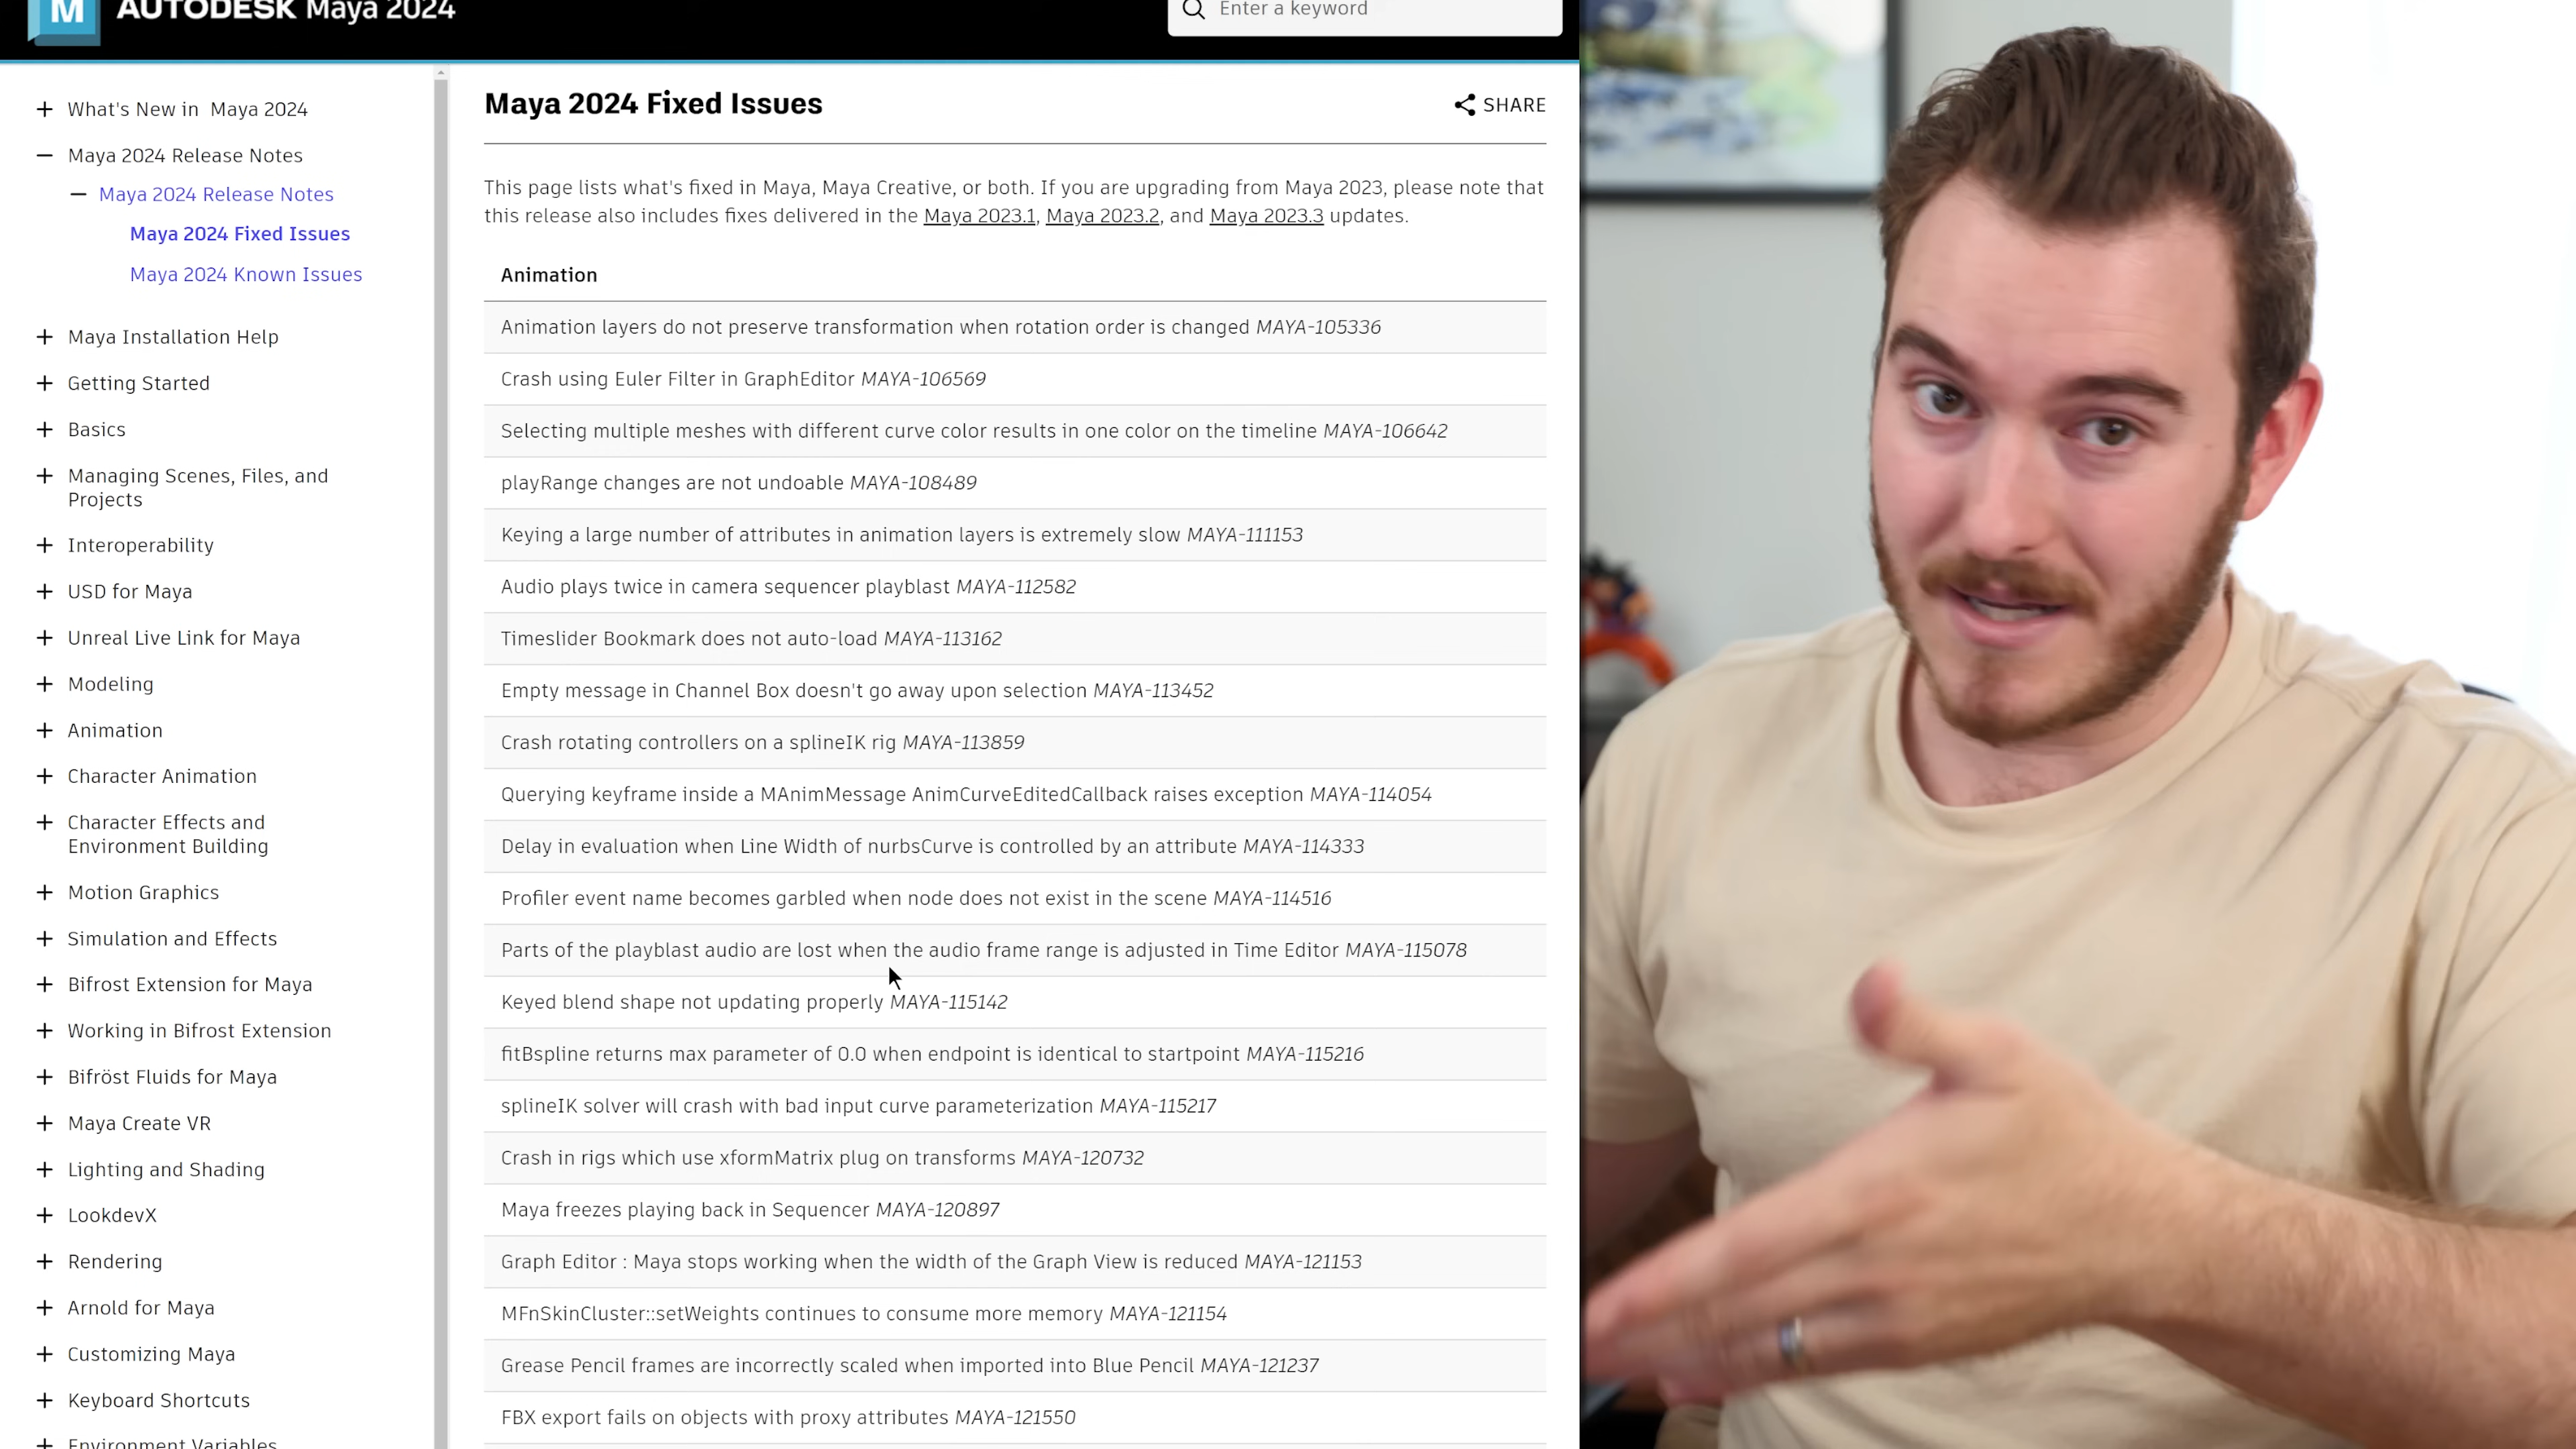 M AUTODESK Maya 2024
Enter a keyword
What's New in Maya 2024
Maya 2024 Release Notes
Maya 2024 Release Notes
Maya 2024 Fixed Issues
Maya 2024 Known Issues
Maya Installation Help
Getting Started
Basics
Managing Scenes, Files, and
Projects
Interoperability
USD for Maya
Unreal Live Link for Maya
Modeling
Animation
Character Animation
Character Effects and
Environment Building
Motion Graphics
Simulation and Effects
Bifrost Extension for Maya
Working in Bifrost Extension
Bifröst Fluids for Maya
Maya Create VR
Lighting and Shading
LookdevX
Rendering
Arnold for Maya
Customizing Maya
Keyboard Shortcuts
Environment Variables
Maya 2024 Fixed Issues
SHARE
This page lists what's fixed in Maya, Maya Creative, or both. If you are upgrading from Maya 2023, please note that
this release also includes fixes delivered in the Maya 2023.1, Maya 2023.2, and Maya 2023.3 updates.
Animation
Animation layers do not preserve transformation when rotation order is changed MAYA-105336
Crash using Euler Filter in GraphEditor MAYA-106569
Selecting multiple meshes with different curve color results in one color on the timeline MAYA-106642
playRange changes are not undoable MAYA-108489
Keying a large number of attributes in animation layers is extremely slow MAYA-111153
Audio plays twice in camera sequencer playblast MAYA-112582
Timeslider Bookmark does not auto-load MAYA-113162
Empty message in Channel Box doesn't go away upon selection MAYA-113452
Crash rotating controllers on a splineIK rig MAYA-113859
Querying keyframe inside a MAnimMessage AnimCurveEditedCallback raises exception MAYA-114054
Delay in evaluation when Line Width of nurbsCurve is controlled by an attribute MAYA-114333
Profiler event name becomes garbled when node does not exist in the scene MAYA-114516
Parts of the playblast audio are lost when the audio frame range is adjusted in Time Editor MAYA-115078
Keyed blend shape not updating properly MAYA-115142
fitBspline returns max parameter of 0.0 when endpoint is identical to startpoint MAYA-115216
splineIK solver will crash with bad input curve parameterization MAYA-115217
Crash in rigs which use xformMatrix plug on transforms MAYA-120732
Maya freezes playing back in Sequencer MAYA-120897
Graph Editor : Maya stops working when the width of the Graph View is reduced MAYA-121153
MFnSkinCluster::setWeights continues to consume more memory MAYA-121154
Grease Pencil frames are incorrectly scaled when imported into Blue Pencil MAYA-121237
FBX export fails on objects with proxy attributes MAYA-121550